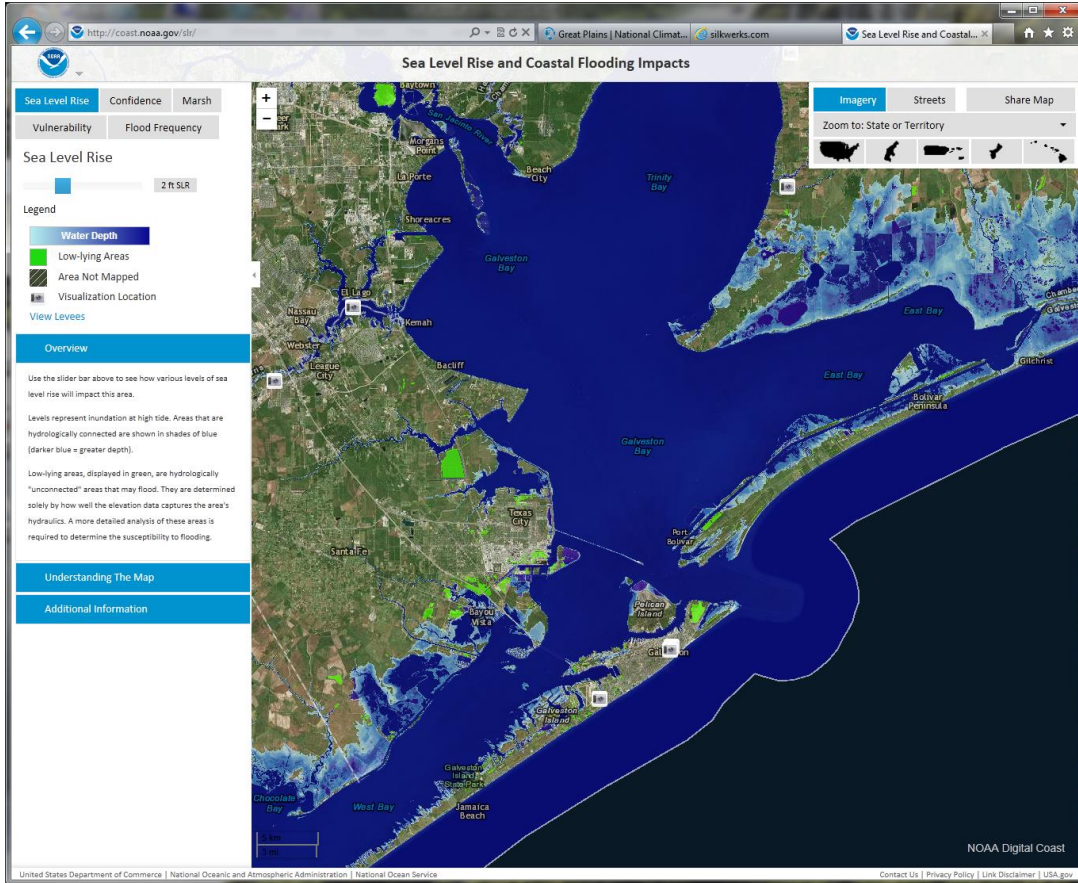 http://coast.noaa.gov/slr/
Great Plains | National Climat...
silkwerks.com
Sea Level Rise and Coastal...
NOAA
Sea Level Rise and Coastal Flooding Impacts
Sea Level Rise
Confidence
Marsh
Vulnerability
Flood Frequency
Sea Level Rise
2 ft SLR
Legend
Water Depth
Low-lying Areas
Area Not Mapped
Visualization Location
View Levees
Overview
Use the slider bar above to see how various levels of sea
level rise will impact this area.
Levels represent inundation at high tide. Areas that are
hydrologically connected are shown in shades of blue
(darker blue = greater depth).
Low-lying areas, displayed in green, are hydrologically
"unconnected" areas that may flood. They are determined
solely by how well the elevation data captures the area's
hydraulics. A more detailed analysis of these areas is
required to determine the susceptibility to flooding.
Understanding The Map
Additional Information
+
−
Imagery
Streets
Share Map
Zoom to: State or Territory
Baytown
San Jacinto River
Morgans
Point
La Porte
Beach
City
Trinity
Bay
Shoreacres
Galveston
Bay
El Lago
Nassau
Bay
Kemah
Webster
League
City
Bacliff
East Bay
Gilchrist
East Bay
Bolivar
Peninsula
Galveston
Bay
Texas
City
Port
Bolivar
Santa Fe
Pelican
Island
Bayou
Vista
Galveston
Island
Galveston
Island
State Park
Chocolate
Bay
West Bay
Jamaica
Beach
5 km
3 mi
NOAA Digital Coast
United States Department of Commerce | National Oceanic and Atmospheric Administration | National Ocean Service
Contact Us | Privacy Policy | Link Disclaimer | USA.gov